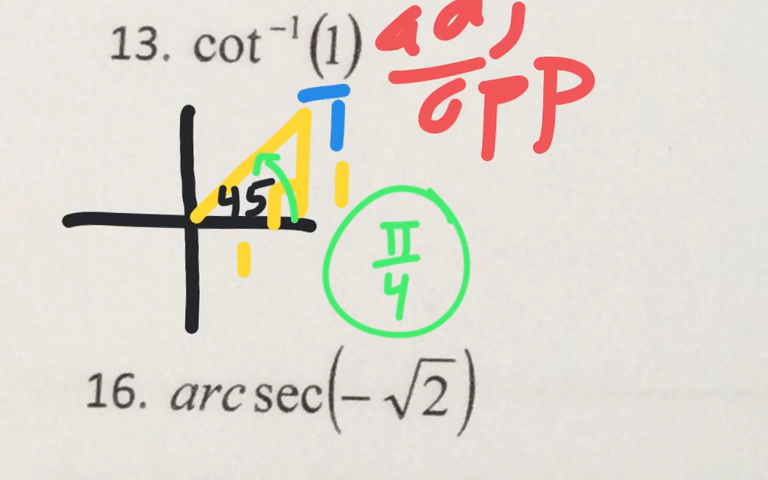 13. cot⁻¹(1) adj/opp
T
1
45
1
π/4
16. arc sec(-√2)